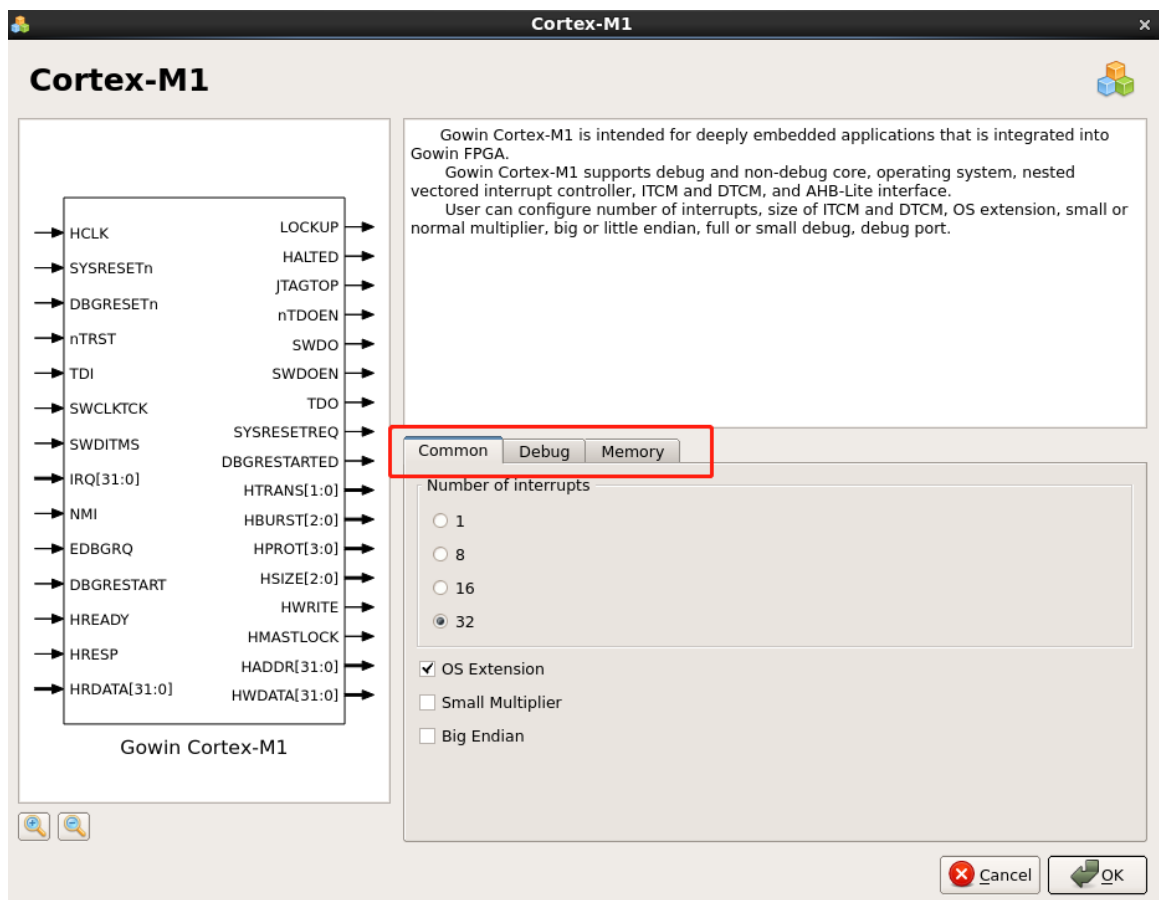 Cortex-M1
Cortex-M1
HCLK
SYSRESETn
DBGRESETn
nTRST
TDI
SWCLKTCK
SWDITMS
IRQ[31:0]
NMI
EDBGRQ
DBGRESTART
HREADY
HRESP
HRDATA[31:0]
LOCKUP
HALTED
JTAGTOP
nTDOEN
SWDO
SWDOEN
TDO
SYSRESETREQ
DBGRESTARTED
HTRANS[1:0]
HBURST[2:0]
HPROT[3:0]
HSIZE[2:0]
HWRITE
HMASTLOCK
HADDR[31:0]
HWDATA[31:0]
Gowin Cortex-M1
Gowin Cortex-M1 is intended for deeply embedded applications that is integrated into
Gowin FPGA.
Gowin Cortex-M1 supports debug and non-debug core, operating system, nested
vectored interrupt controller, ITCM and DTCM, and AHB-Lite interface.
User can configure number of interrupts, size of ITCM and DTCM, OS extension, small or
normal multiplier, big or little endian, full or small debug, debug port.
Common Debug Memory
Number of interrupts
1
8
16
32
OS Extension
Small Multiplier
Big Endian
Cancel OK